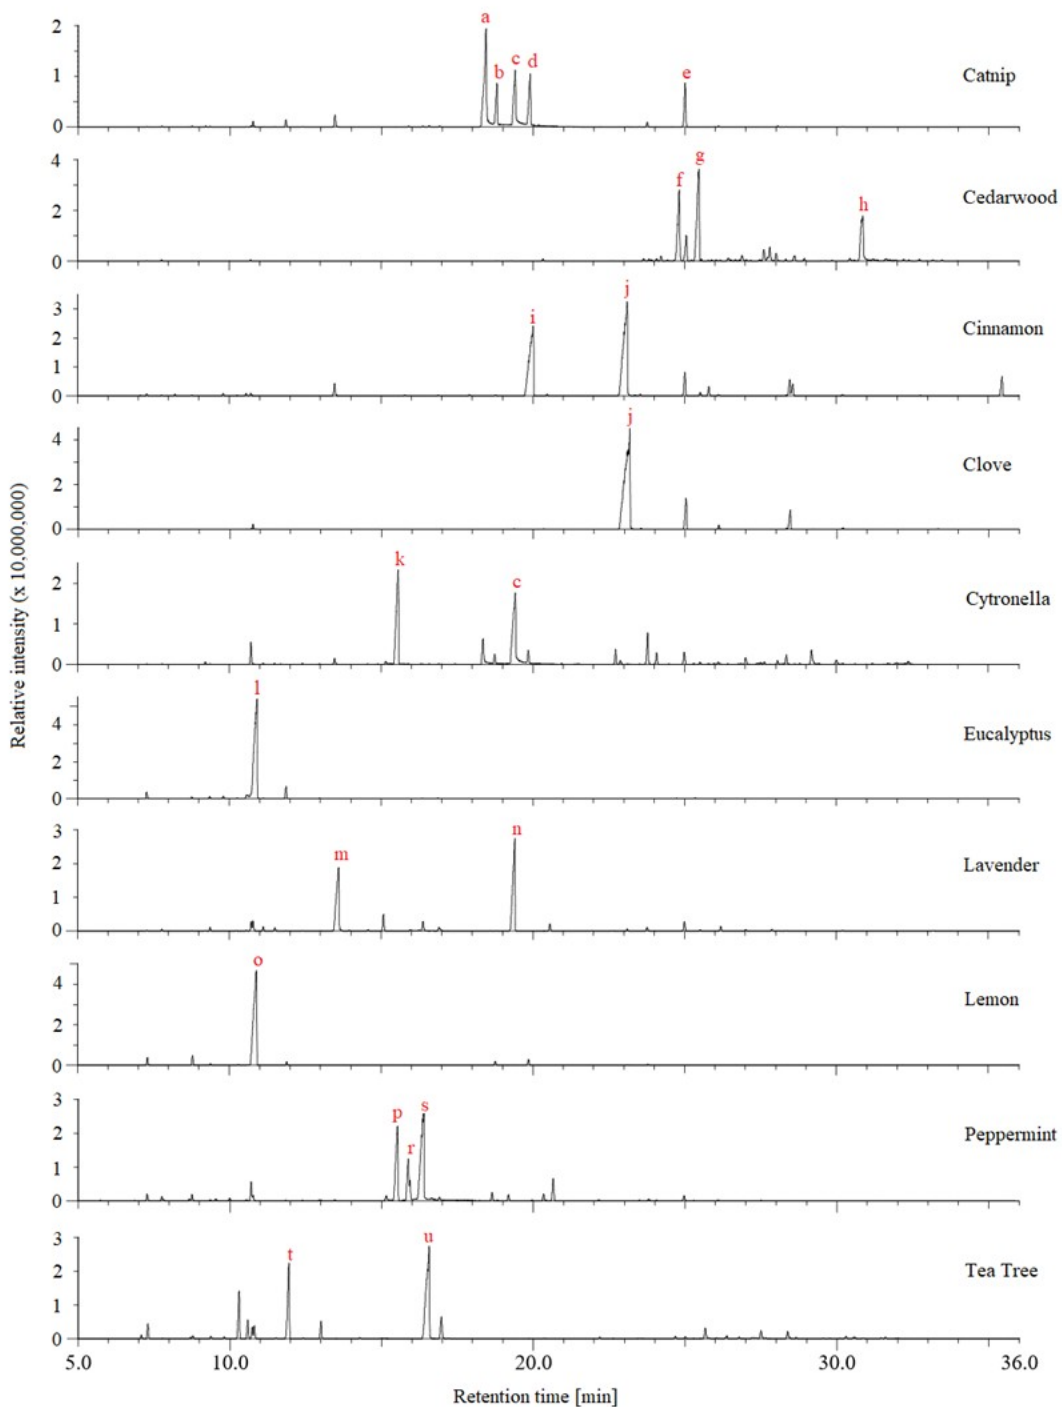 a
b c d e
2
1
0
Catnip
f g h
4
2
0
Cedarwood
i j
3
2
1
0
Cinnamon
j
4
2
0
Clove
k c
2
1
0
Cytronella
l
4
2
0
Eucalyptus
m n
3
2
1
0
Lavender
o
4
2
0
Lemon
p r s
3
2
1
0
Peppermint
t u
3
2
1
0
Tea Tree
5.0 10.0 20.0 30.0 36.0
Retention time [min]
Relative intensity (x 10,000,000)